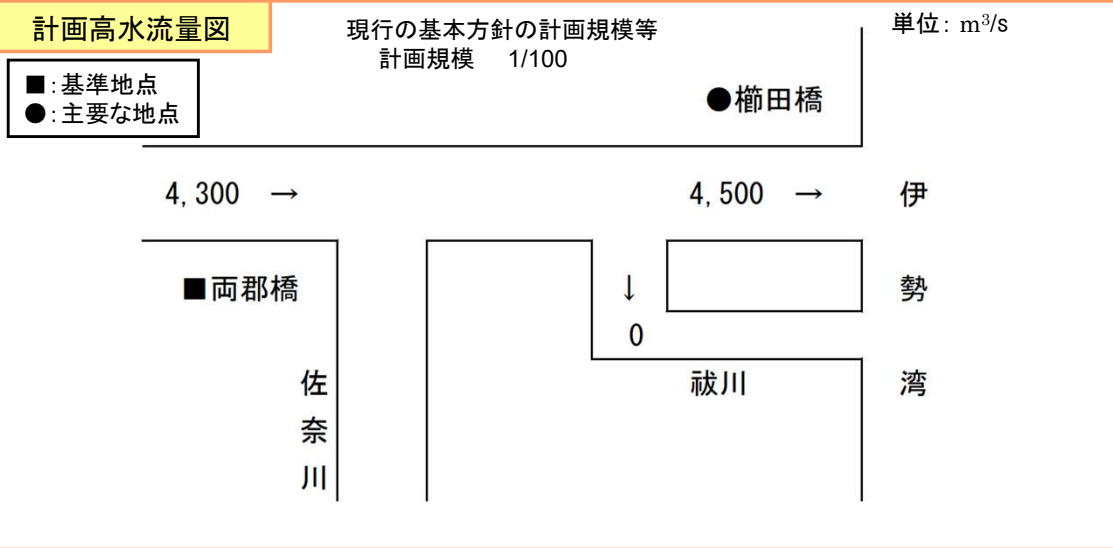 計画高水流量図
現行の基本方針の計画規模等
計画規模 1/100
単位: m³/s
■:基準地点
●:主要な地点
●櫛田橋
4,300 →
4,500 →
■両郡橋
↓
0
佐奈川
祓川
伊勢湾